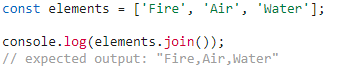 const elements = ['Fire', 'Air', 'Water'];
console.log(elements.join());
// expected output: "Fire,Air,Water"